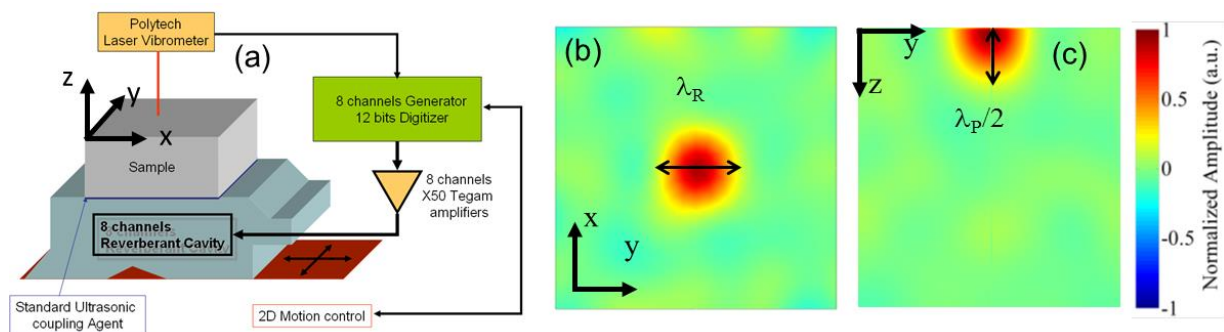 Polytech
Laser Vibrometer
(a)
z
y
x
Sample
8 channels Generator
12 bits Digitizer
8 channels
X50 Tegam
amplifiers
8 channels
Reverberant Cavity
Standard Ultrasonic
coupling Agent
2D Motion control
(b)
λR
x
y
(c)
y
z
λP/2
1
0.5
0
-0.5
-1
Normalized Amplitude (a.u.)